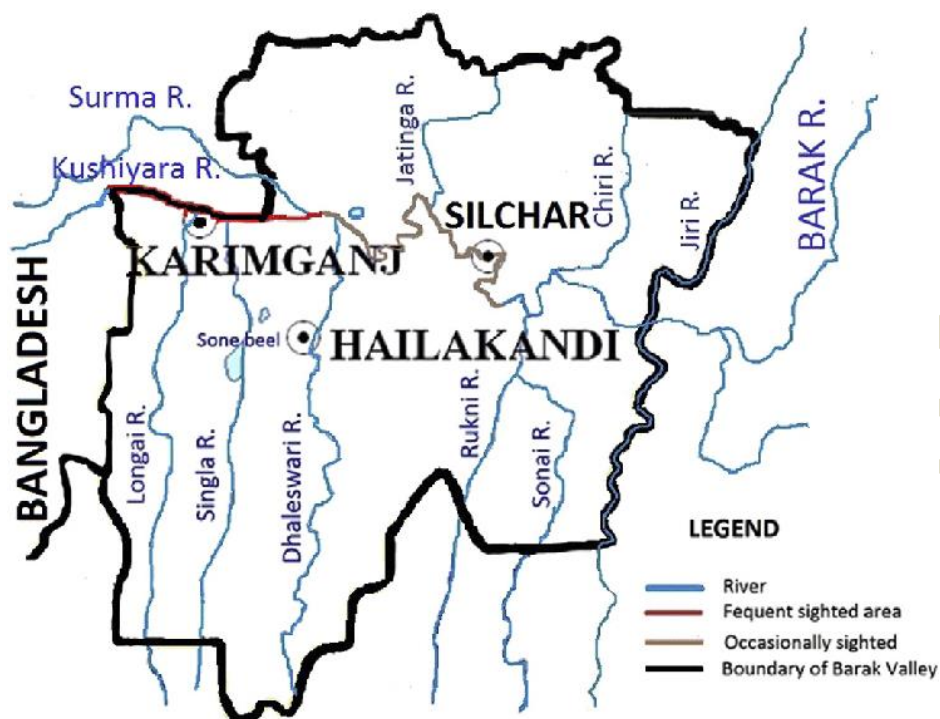 Surma R.
Kushiyara R.
Jatinga R.
SILCHAR
Chiri R.
Jiri R.
BARAK R.
KARIMGANJ
BANGLADESH
Sone beel
HAILAKANDI
Longai R.
Singla R.
Dhaleswari R.
Rukni R.
Sonai R.
LEGEND
River
Fequent sighted area
Occasionally sighted
Boundary of Barak Valley